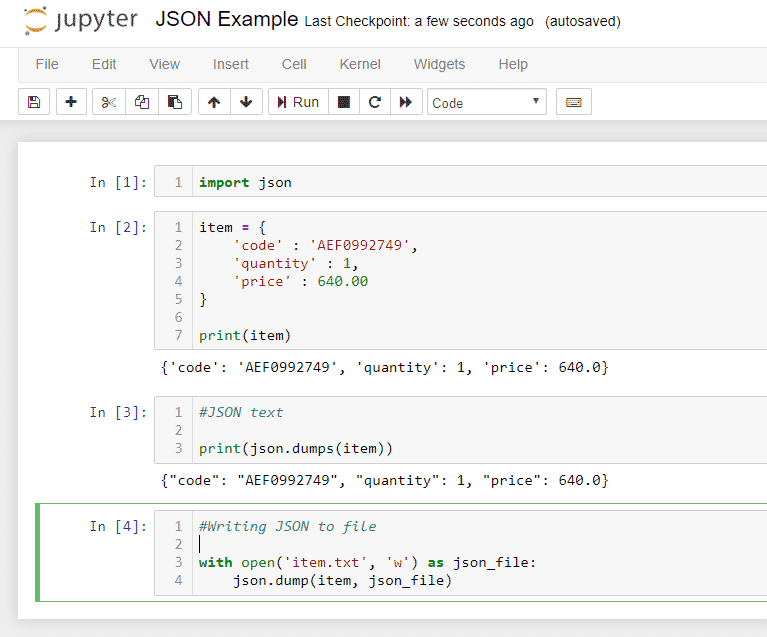 jupyter JSON Example Last Checkpoint: a few seconds ago (autosaved)
File Edit View Insert Cell Kernel Widgets Help
Run Code
In [1]: 1 import json
In [2]: 1 item = {
2 'code' : 'AEF0992749',
3 'quantity' : 1,
4 'price' : 640.00
5 }
6
7 print(item)
{'code': 'AEF0992749', 'quantity': 1, 'price': 640.0}
In [3]: 1 #JSON text
2
3 print(json.dumps(item))
{"code": "AEF0992749", "quantity": 1, "price": 640.0}
In [4]: 1 #Writing JSON to file
2
3 with open('item.txt', 'w') as json_file:
4 json.dump(item, json_file)